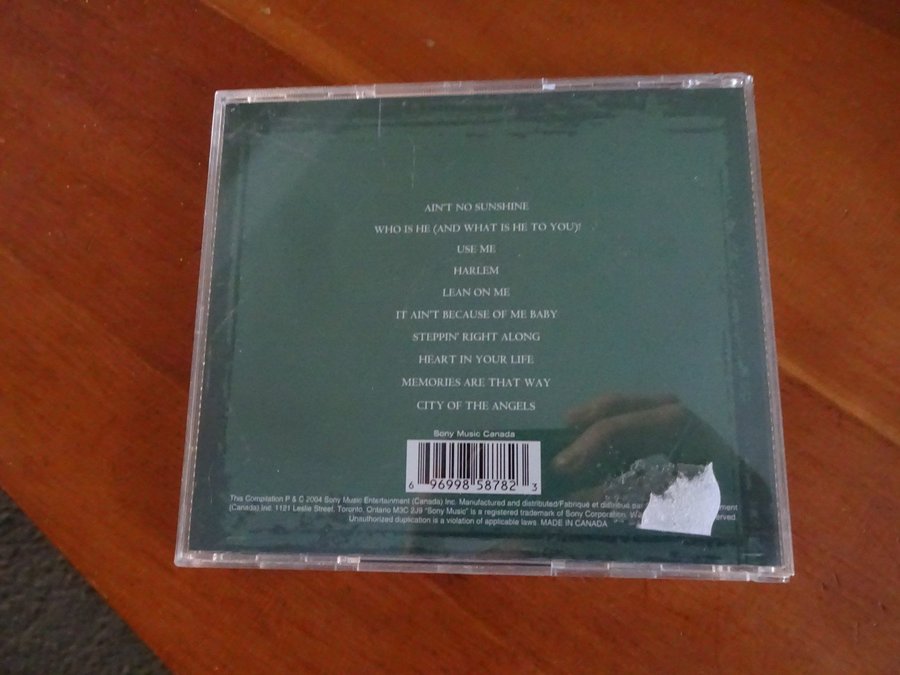 AIN'T NO SUNSHINE
WHO IS HE (AND WHAT IS HE TO YOU)?
USE ME
HARLEM
LEAN ON ME
IT AIN'T BECAUSE OF ME BABY
STEPPIN' RIGHT ALONG
HEART IN YOUR LIFE
MEMORIES ARE THAT WAY
CITY OF THE ANGELS
Sony Music Canada
6 96998 58782 3
This Compilation P & C 2004 Sony Music Entertainment (Canada) Inc. Manufactured and distributed/Fabrique et distribué par
(Canada) Inc. 1121 Leslie Street, Toronto, Ontario M3C 2J9 "Sony Music" is a registered trademark of Sony Corporation.
Unauthorized duplication is a violation of applicable laws. MADE IN CANADA